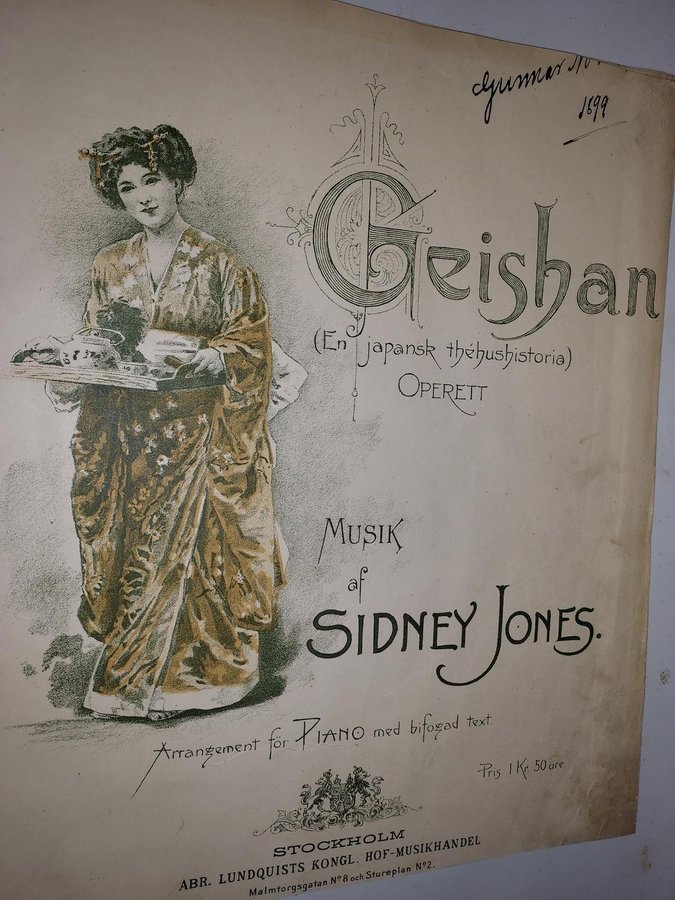 Gunnar
1899
Geishan
(En japansk théhushistoria)
OPERETT
MUSIK
af
SIDNEY JONES.
Arrangement för PIANO med bifogad text.
Pris 1 Kr. 50 öre
STOCKHOLM
ABR. LUNDQUISTS KONGL. HOF-MUSIKHANDEL
Malmtorgsgatan No 8 och Stureplan No 2.